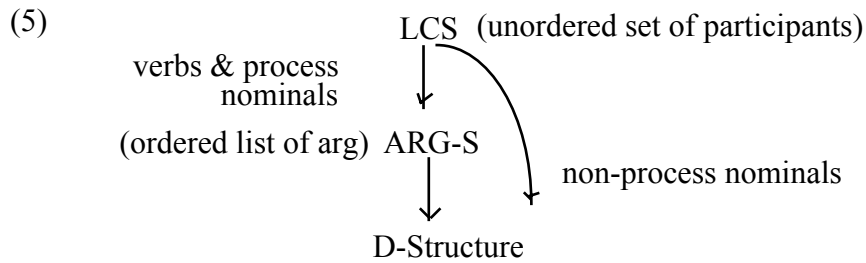 (5) LCS (unordered set of participants)
verbs & process
nominals
(ordered list of arg) ARG-S
non-process nominals
D-Structure